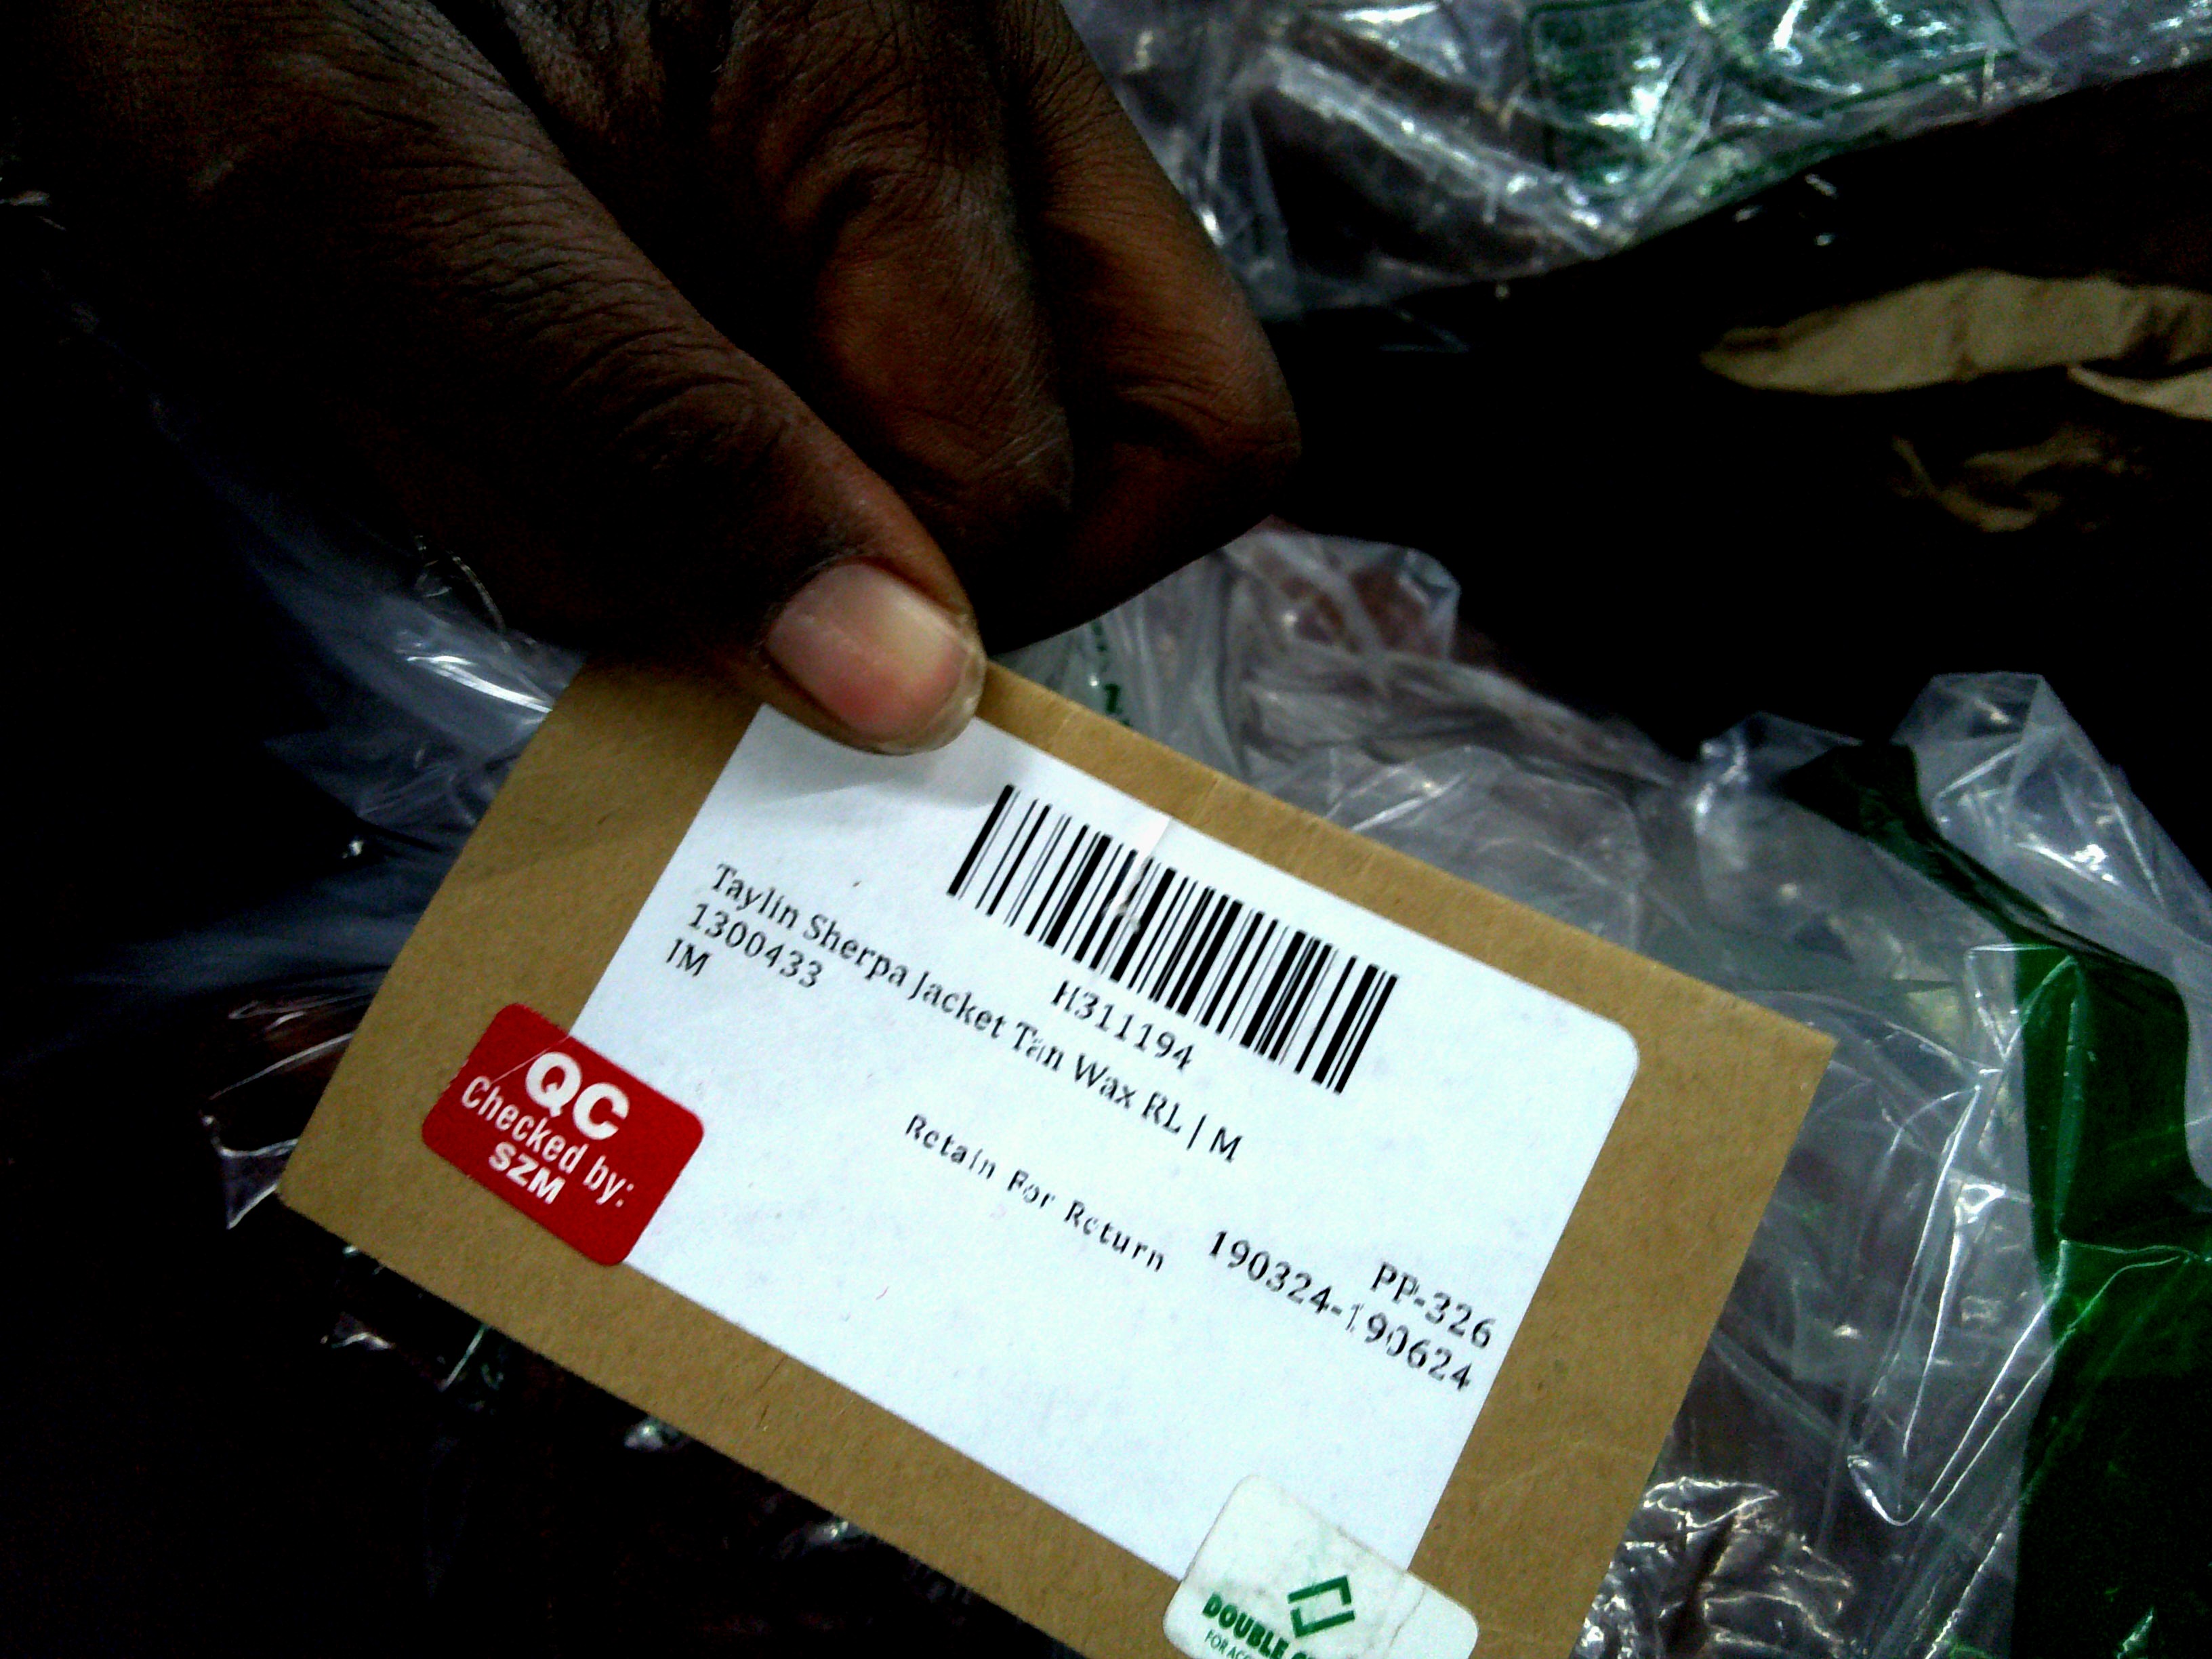 H311194
Taylin Sherpa Jacket Tan Wax RL | M
1300433
IM
Retain For Return
PP-326
190324-190624
QC
Checked by:
SZM
DOUBLE
FOR